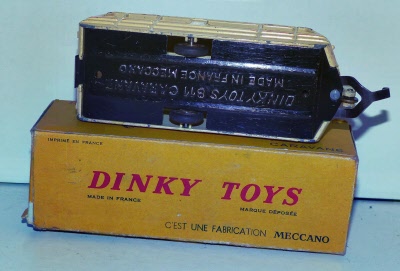 DINKY TOYS 811 CARAVANE
MADE IN FRANCE MECCANO
IMPRIMÉ EN FRANCE
CARAVANE
DINKY TOYS
MADE IN FRANCE
MARQUE DÉPOSÉE
C'EST UNE FABRICATION MECCANO